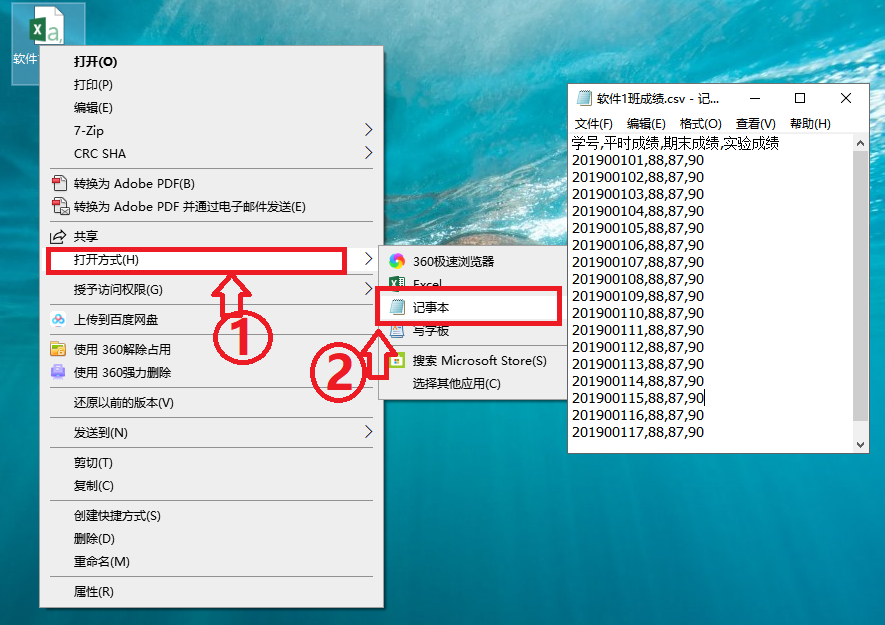 软件
打开(O)
打印(P)
编辑(E)
7-Zip
CRC SHA
转换为 Adobe PDF(B)
转换为 Adobe PDF 并通过电子邮件发送(E)
共享
打开方式(H)
授予访问权限(G)
上传到百度网盘
使用 360解除占用
使用 360强力删除
还原以前的版本(V)
发送到(N)
剪切(T)
复制(C)
创建快捷方式(S)
删除(D)
重命名(M)
属性(R)
1
360极速浏览器
Excel
记事本
写字板
搜索 Microsoft Store(S)
选择其他应用(C)
2
软件1班成绩.csv - 记...
文件(F) 编辑(E) 格式(O) 查看(V) 帮助(H)
学号,平时成绩,期末成绩,实验成绩
201900101,88,87,90
201900102,88,87,90
201900103,88,87,90
201900104,88,87,90
201900105,88,87,90
201900106,88,87,90
201900107,88,87,90
201900108,88,87,90
201900109,88,87,90
201900110,88,87,90
201900111,88,87,90
201900112,88,87,90
201900113,88,87,90
201900114,88,87,90
201900115,88,87,90
201900116,88,87,90
201900117,88,87,90